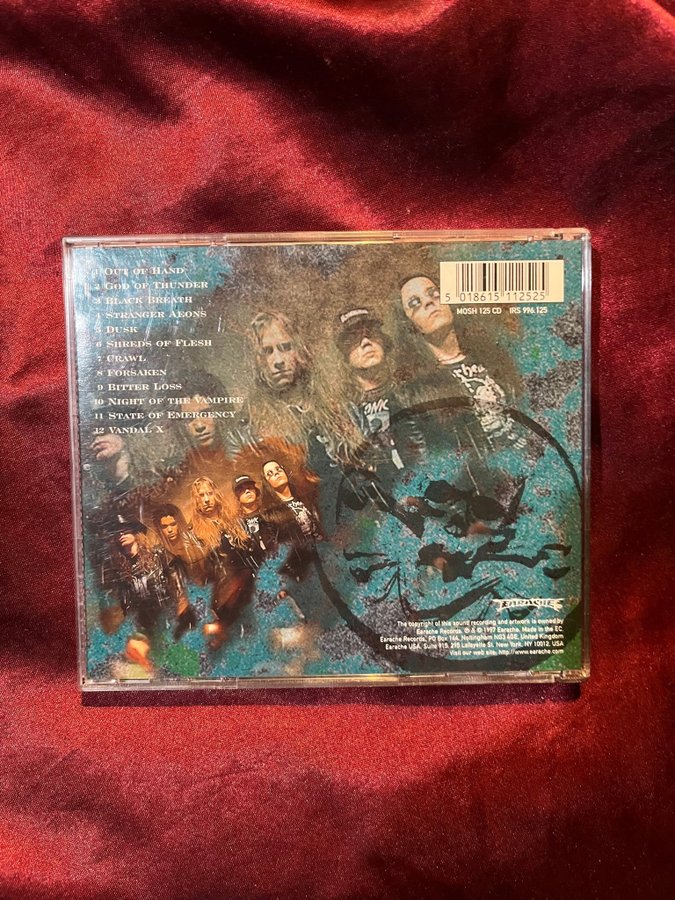 1 Out of Hand
2 God of Thunder
3 Black Breath
4 Stranger Aeons
5 Dusk
6 Shreds of Flesh
7 Crawl
8 Forsaken
9 Bitter Loss
10 Night of the Vampire
11 State of Emergency
12 Vandal X
5 018615 112525
MOSH 125 CD IRS 996.125
EARACHE
The copyright of this sound recording and artwork is owned by
Earache Records. ℗ & © 1997 Earache. Made in the EC.
Earache Records, PO Box 144, Nottingham NG3 4GE, United Kingdom
Earache USA, Suite 915, 295 Lafayette St, New York, NY 10012, USA
Visit our web site: http://www.earache.com